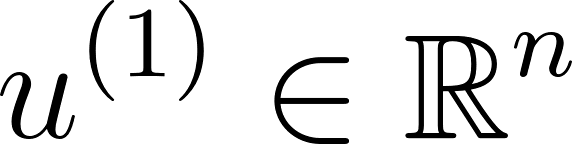 u^{(1)} ∈ ℝ^n